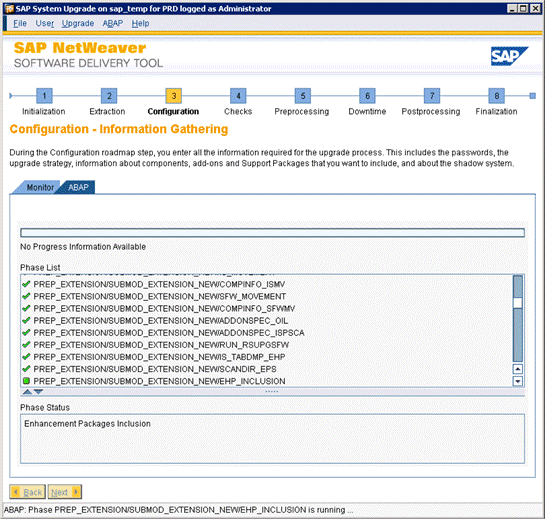 SAP System Upgrade on sap_temp for PRD logged as Administrator
File User Upgrade ABAP Help
SAP NetWeaver
SOFTWARE DELIVERY TOOL
SAP
1 2 3 4 5 6 7 8
Initialization Extraction Configuration Checks Preprocessing Downtime Postprocessing Finalization
Configuration - Information Gathering
During the Configuration roadmap step, you enter all the information required for the upgrade process. This includes the passwords, the
upgrade strategy, information about components, add-ons and Support Packages that you want to include, and about the shadow system.
Monitor ABAP
No Progress Information Available
Phase List
PREP_EXTENSION/SUBMOD_EXTENSION_NEW/COMPINFO_ISMV
PREP_EXTENSION/SUBMOD_EXTENSION_NEW/SFW_MOVEMENT
PREP_EXTENSION/SUBMOD_EXTENSION_NEW/COMPINFO_SFWMV
PREP_EXTENSION/SUBMOD_EXTENSION_NEW/ADDONSPEC_OIL
PREP_EXTENSION/SUBMOD_EXTENSION_NEW/ADDONSPEC_ISPSCA
PREP_EXTENSION/SUBMOD_EXTENSION_NEW/RUN_RSUPGSFW
PREP_EXTENSION/SUBMOD_EXTENSION_NEW/IS_TABDMP_EHP
PREP_EXTENSION/SUBMOD_EXTENSION_NEW/SCANDIR_EPS
PREP_EXTENSION/SUBMOD_EXTENSION_NEW/EHP_INCLUSION
Phase Status
Enhancement Packages Inclusion
Back Next
ABAP: Phase PREP_EXTENSION/SUBMOD_EXTENSION_NEW/EHP_INCLUSION is running ...